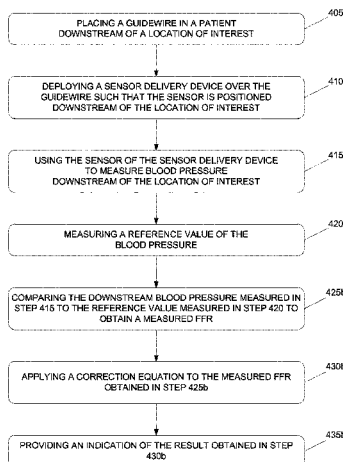 PLACING A GUIDEWIRE IN A PATIENT
DOWNSTREAM OF A LOCATION OF INTEREST
405
DEPLOYING A SENSOR DELIVERY DEVICE OVER THE
GUIDEWIRE SUCH THAT THE SENSOR IS POSITIONED
DOWNSTREAM OF THE LOCATION OF INTEREST
410
USING THE SENSOR OF THE SENSOR DELIVERY DEVICE
TO MEASURE BLOOD PRESSURE
DOWNSTREAM OF THE LOCATION OF INTEREST
415
MEASURING A REFERENCE VALUE OF THE
BLOOD PRESSURE
420
COMPARING THE DOWNSTREAM BLOOD PRESSURE MEASURED IN
STEP 415 TO THE REFERENCE VALUE MEASURED IN STEP 420 TO
OBTAIN A MEASURED FFR
425b
APPLYING A CORRECTION EQUATION TO THE MEASURED FFR
OBTAINED IN STEP 425b
430b
PROVIDING AN INDICATION OF THE RESULT OBTAINED IN STEP
430b
435b